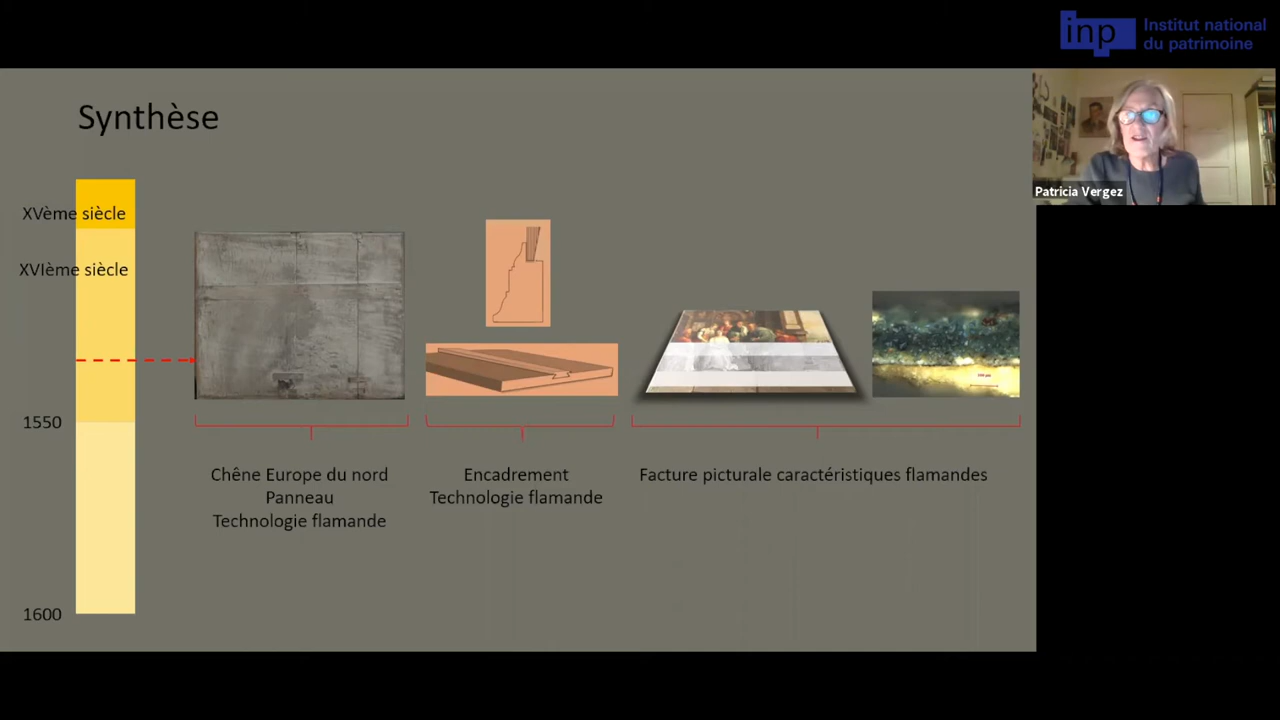 inp
Institut national
du patrimoine
Synthèse
Patricia Vergez
XVème siècle
XVIème siècle
1550
1600
Chêne Europe du nord
Panneau
Technologie flamande
Encadrement
Technologie flamande
Facture picturale caractéristiques flamandes